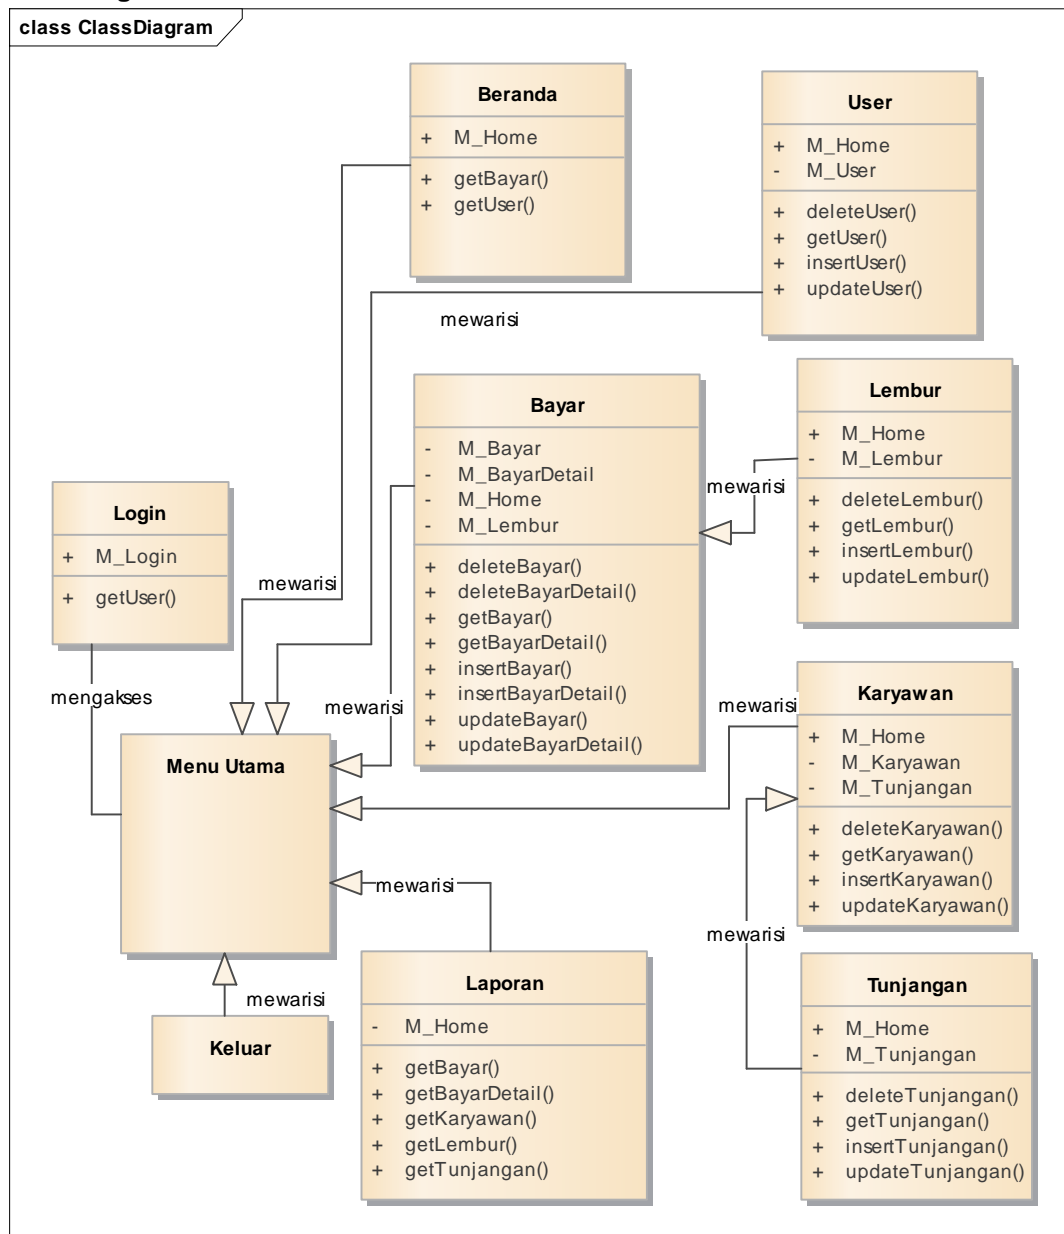 class ClassDiagram
Beranda
+ M_Home
+ getBayar()
+ getUser()
User
+ M_Home
- M_User
+ deleteUser()
+ getUser()
+ insertUser()
+ updateUser()
mewarisi
Bayar
- M_Bayar
- M_BayarDetail
- M_Home
- M_Lembur
+ deleteBayar()
+ deleteBayarDetail()
+ getBayar()
+ getBayarDetail()
+ insertBayar()
+ insertBayarDetail()
+ updateBayar()
+ updateBayarDetail()
Lembur
+ M_Home
- M_Lembur
+ deleteLembur()
+ getLembur()
+ insertLembur()
+ updateLembur()
mewarisi
Login
+ M_Login
+ getUser()
mewarisi
mengakses
mewarisi
mewarisi
Karyawan
+ M_Home
- M_Karyawan
- M_Tunjangan
+ deleteKaryawan()
+ getKaryawan()
+ insertKaryawan()
+ updateKaryawan()
Menu Utama
mewarisi
mewarisi
Laporan
- M_Home
+ getBayar()
+ getBayarDetail()
+ getKaryawan()
+ getLembur()
+ getTunjangan()
Tunjangan
+ M_Home
- M_Tunjangan
+ deleteTunjangan()
+ getTunjangan()
+ insertTunjangan()
+ updateTunjangan()
mewarisi
Keluar